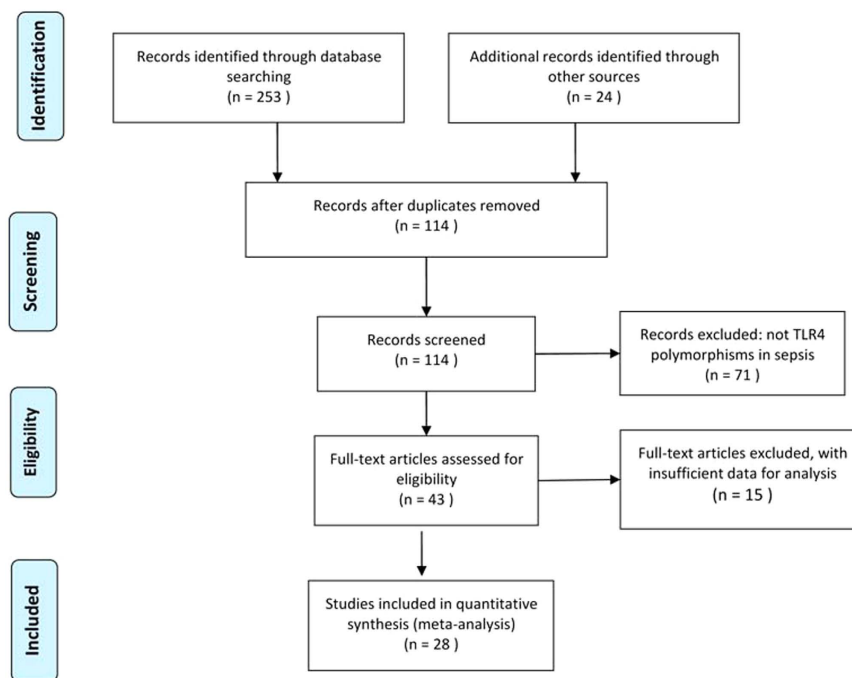 Identification
Records identified through database
searching
(n = 253 )
Additional records identified through
other sources
(n = 24 )
Records after duplicates removed
(n = 114 )
Screening
Records screened
(n = 114 )
Records excluded: not TLR4
polymorphisms in sepsis
(n = 71 )
Eligibility
Full-text articles assessed for
eligibility
(n = 43 )
Full-text articles excluded, with
insufficient data for analysis
(n = 15 )
Included
Studies included in quantitative
synthesis (meta-analysis)
(n = 28 )